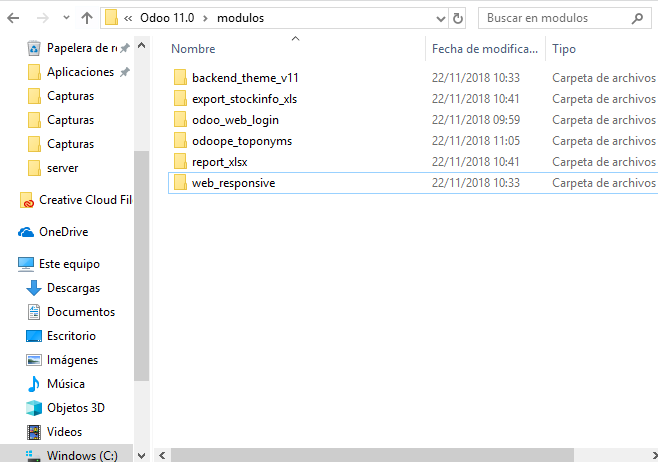 « Odoo 11.0 > modulos
Buscar en modulos
Papelera de re
Aplicaciones
Capturas
Capturas
Capturas
server
Creative Cloud File
OneDrive
Este equipo
Descargas
Documentos
Escritorio
Imágenes
Música
Objetos 3D
Videos
Windows (C:)
Nombre Fecha de modifica... Tipo
backend_theme_v11 22/11/2018 10:33 Carpeta de archivos
export_stockinfo_xls 22/11/2018 10:41 Carpeta de archivos
odoo_web_login 22/11/2018 09:59 Carpeta de archivos
odoope_toponyms 22/11/2018 11:05 Carpeta de archivos
report_xlsx 22/11/2018 10:41 Carpeta de archivos
web_responsive 22/11/2018 10:33 Carpeta de archivos